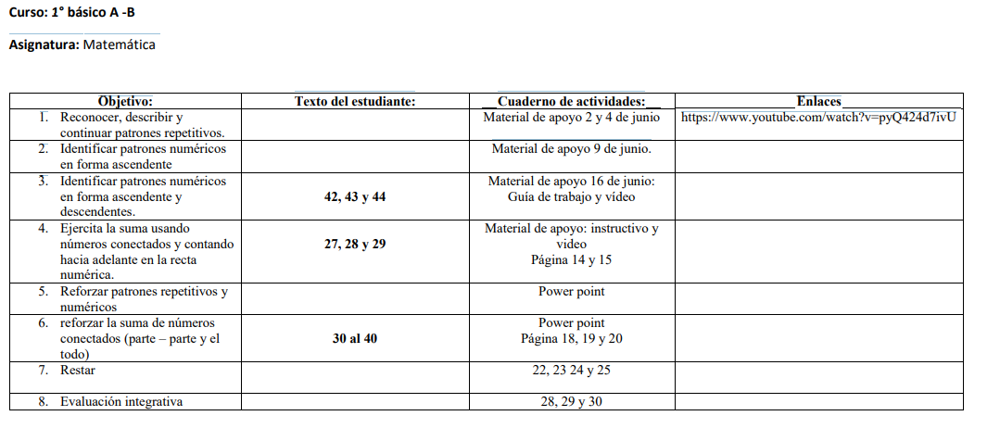 Curso: 1° básico A -B
Asignatura: Matemática
Objetivo: Texto del estudiante: Cuaderno de actividades: Enlaces
1. Reconocer, describir y continuar patrones repetitivos. Material de apoyo 2 y 4 de junio https://www.youtube.com/watch?v=pyQ424d7ivU
2. Identificar patrones numéricos en forma ascendente Material de apoyo 9 de junio.
3. Identificar patrones numéricos
en forma ascendente y
descendentes.
42, 43 y 44
Material de apoyo 16 de junio:
Guía de trabajo y vídeo
4. Ejercita la suma usando
números conectados y contando
hacia adelante en la recta
numérica.
27, 28 y 29
Material de apoyo: instructivo y
video
Página 14 y 15
5. Reforzar patrones repetitivos y
numéricos
Power point
6. reforzar la suma de números
conectados (parte – parte y el
todo)
30 al 40
Power point
Página 18, 19 y 20
7. Restar
22, 23 24 y 25
8. Evaluación integrativa
28, 29 y 30